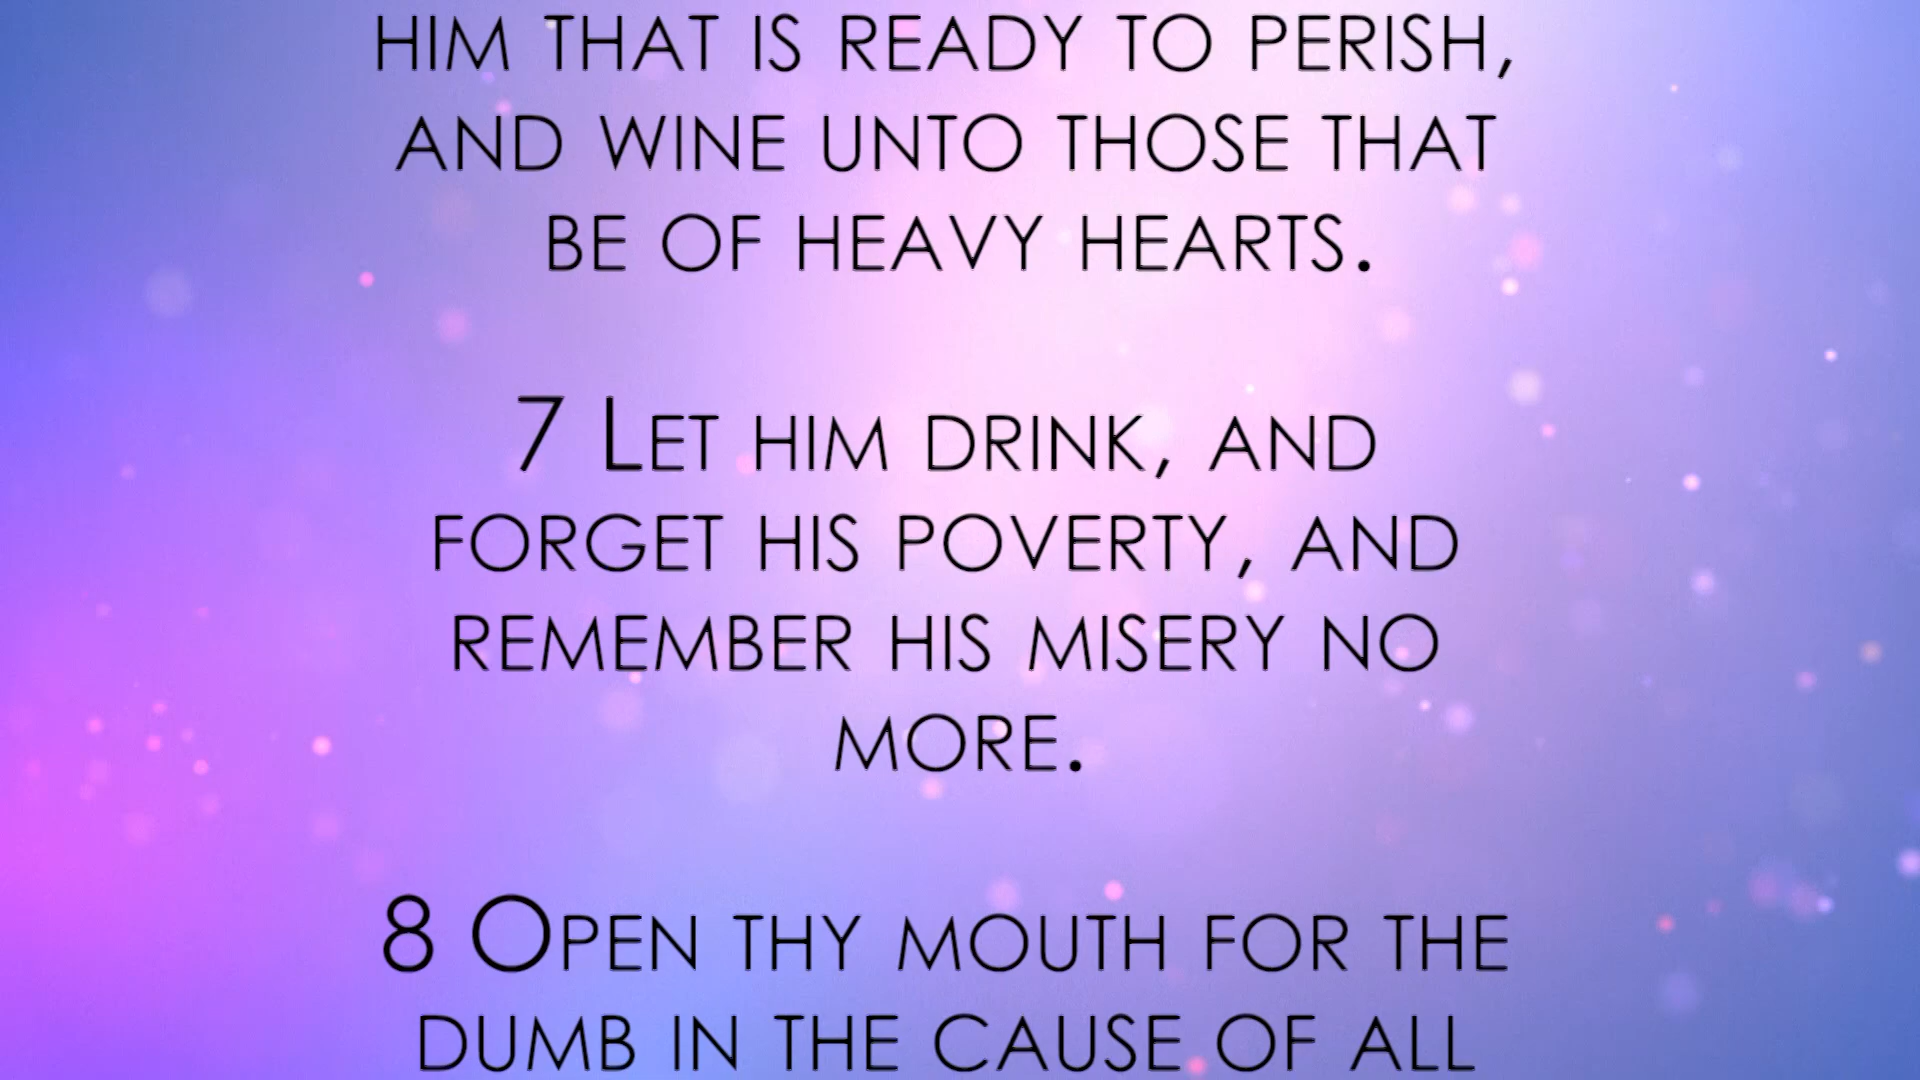 HIM THAT IS READY TO PERISH,
AND WINE UNTO THOSE THAT
BE OF HEAVY HEARTS.
7 LET HIM DRINK, AND
FORGET HIS POVERTY, AND
REMEMBER HIS MISERY NO
MORE.
8 OPEN THY MOUTH FOR THE
DUMB IN THE CAUSE OF ALL